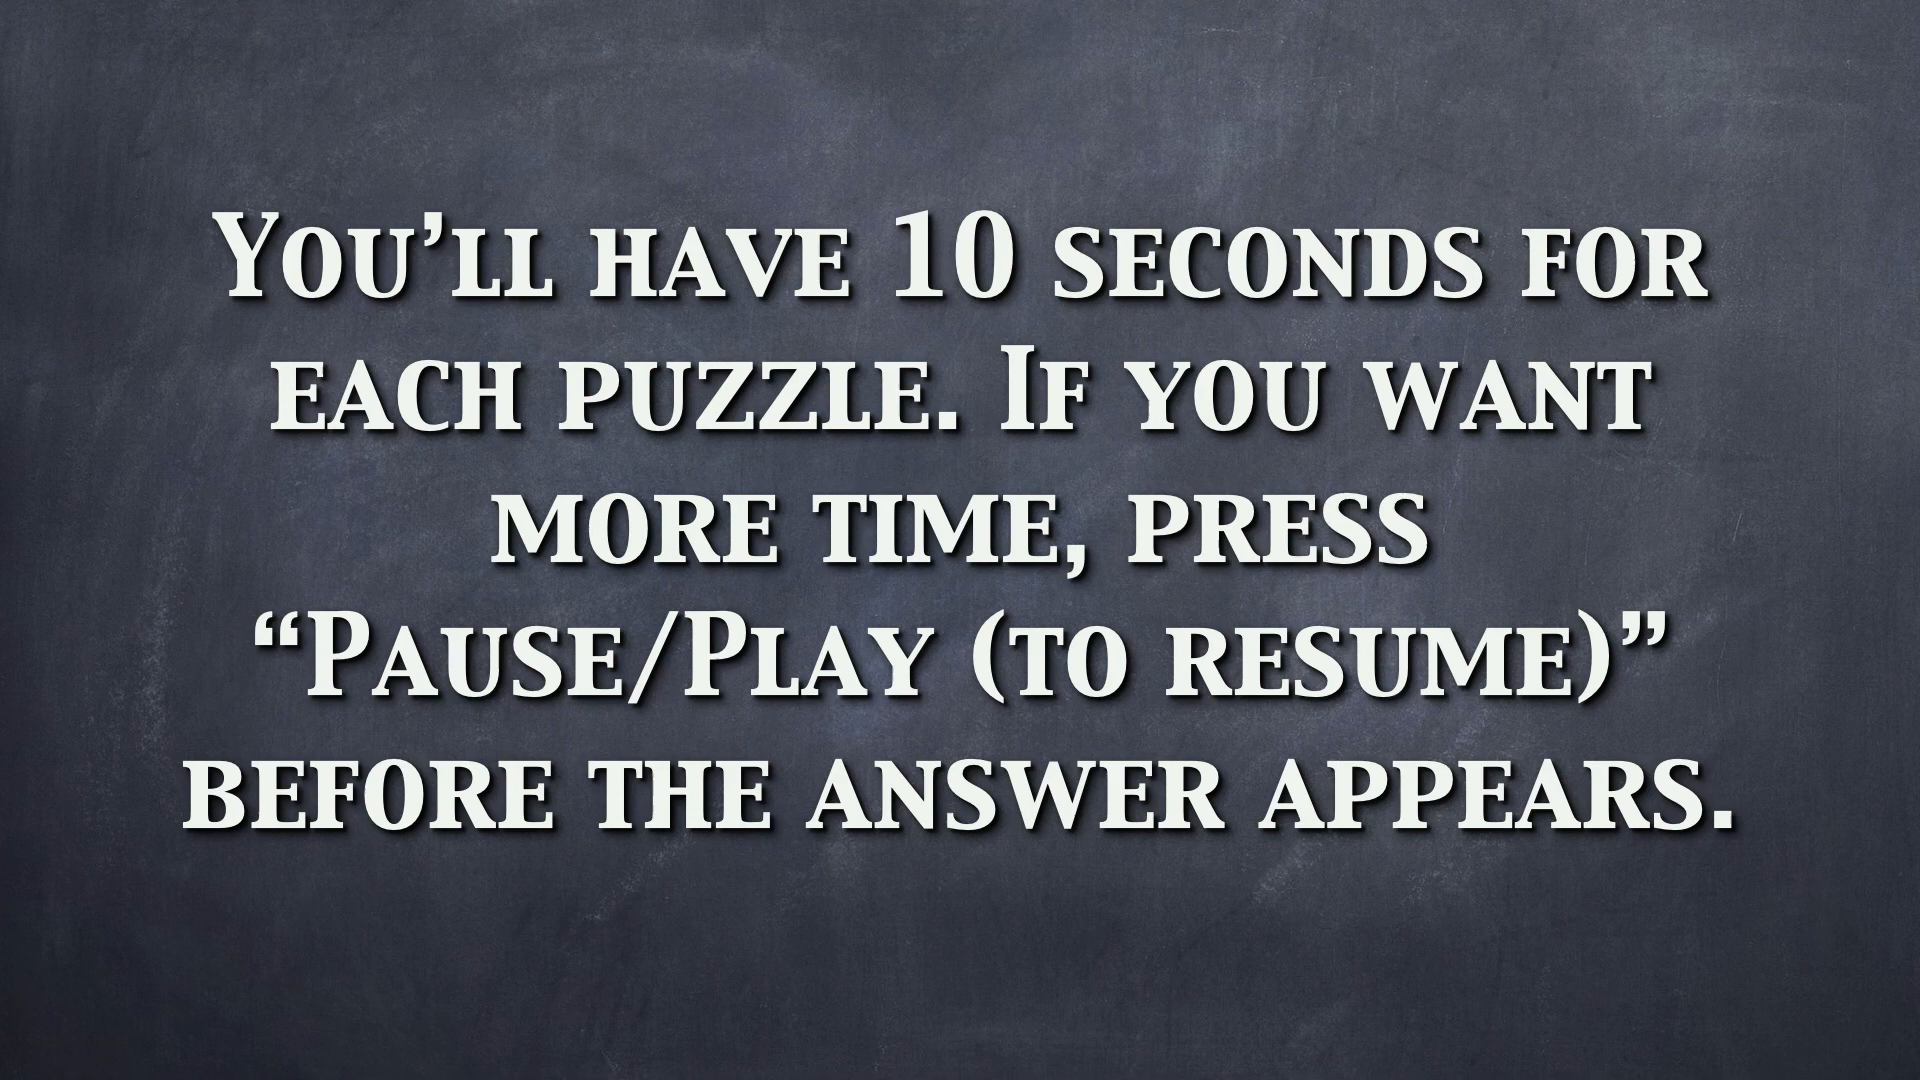 You’ll have 10 seconds for
each puzzle. If you want
more time, press
“Pause/Play (to resume)”
before the answer appears.